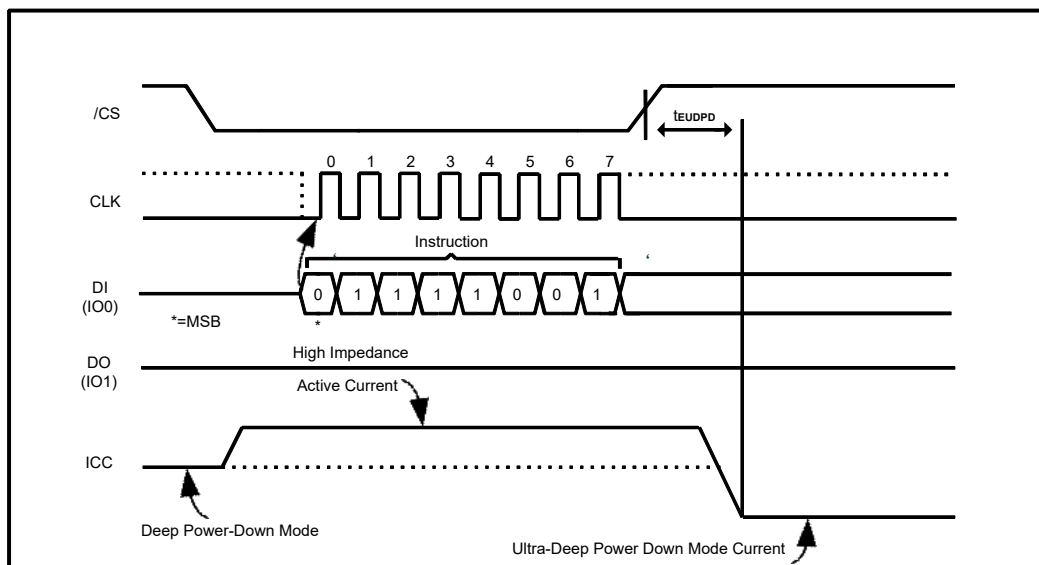 /CS
tEUDPD
0 1 2 3 4 5 6 7
CLK
Instruction
DI
(IO0)
0 1 1 1 1 0 0 1
*=MSB
*
High Impedance
DO
(IO1)
Active Current
ICC
Deep Power-Down Mode
Ultra-Deep Power Down Mode Current